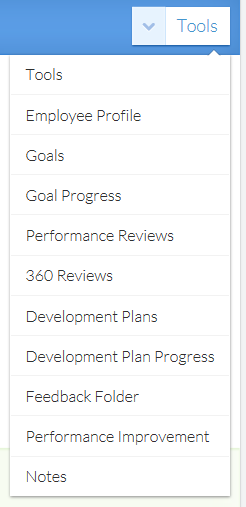 Tools
Tools
Employee Profile
Goals
Goal Progress
Performance Reviews
360 Reviews
Development Plans
Development Plan Progress
Feedback Folder
Performance Improvement
Notes